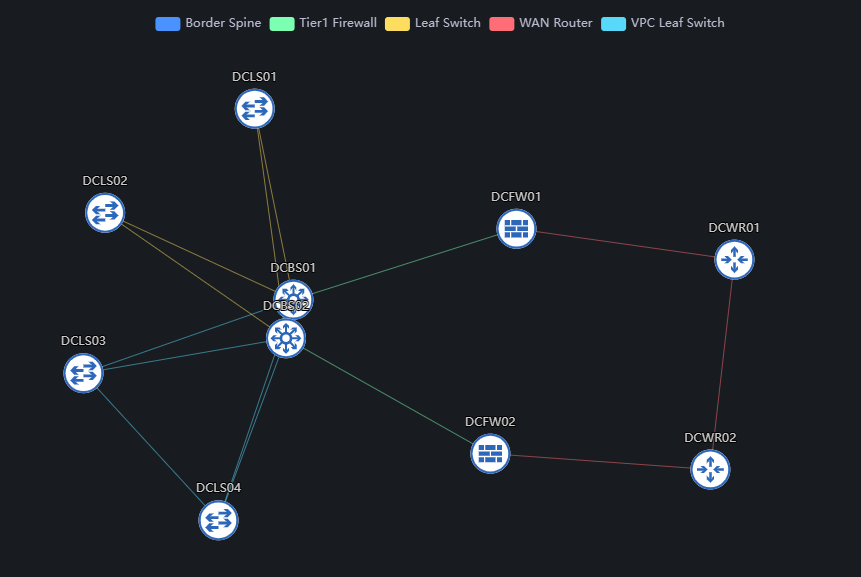 Border Spine Tier1 Firewall Leaf Switch WAN Router VPC Leaf Switch
DCLS01
DCLS02
DCFW01
DCWR01
DCBS01
DCBS02
DCLS03
DCFW02
DCWR02
DCLS04